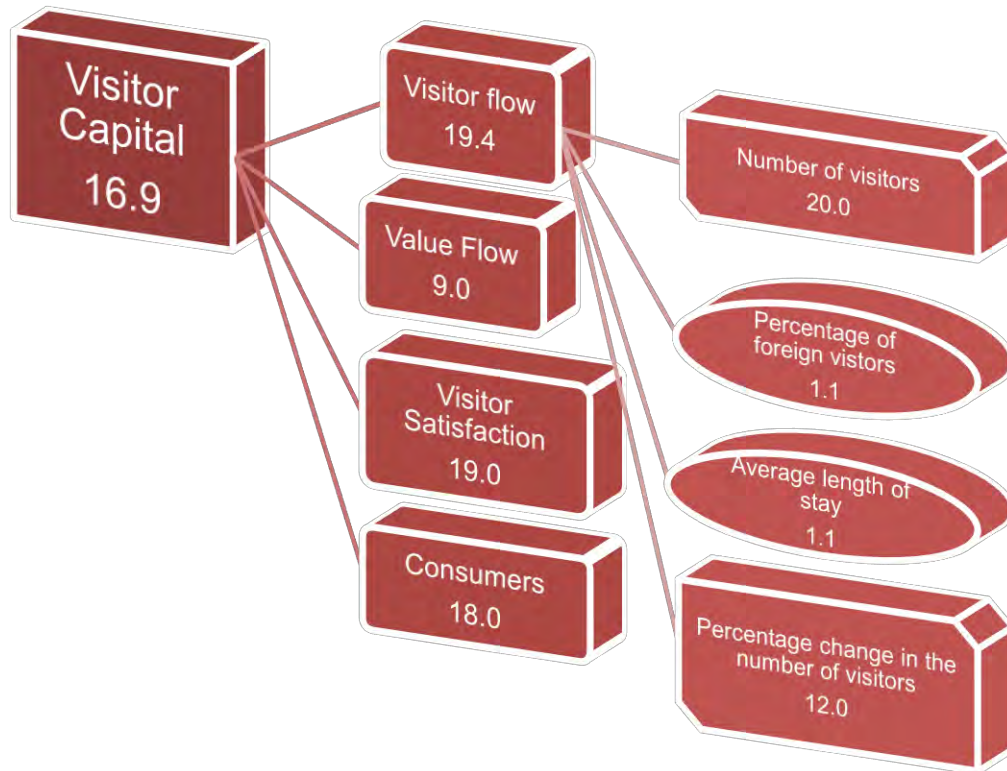 Visitor
Capital
16.9
Visitor flow
19.4
Value Flow
9.0
Visitor
Satisfaction
19.0
Consumers
18.0
Number of visitors
20.0
Percentage of
foreign vistors
1.1
Average length of
stay
1.1
Percentage change in the
number of visitors
12.0